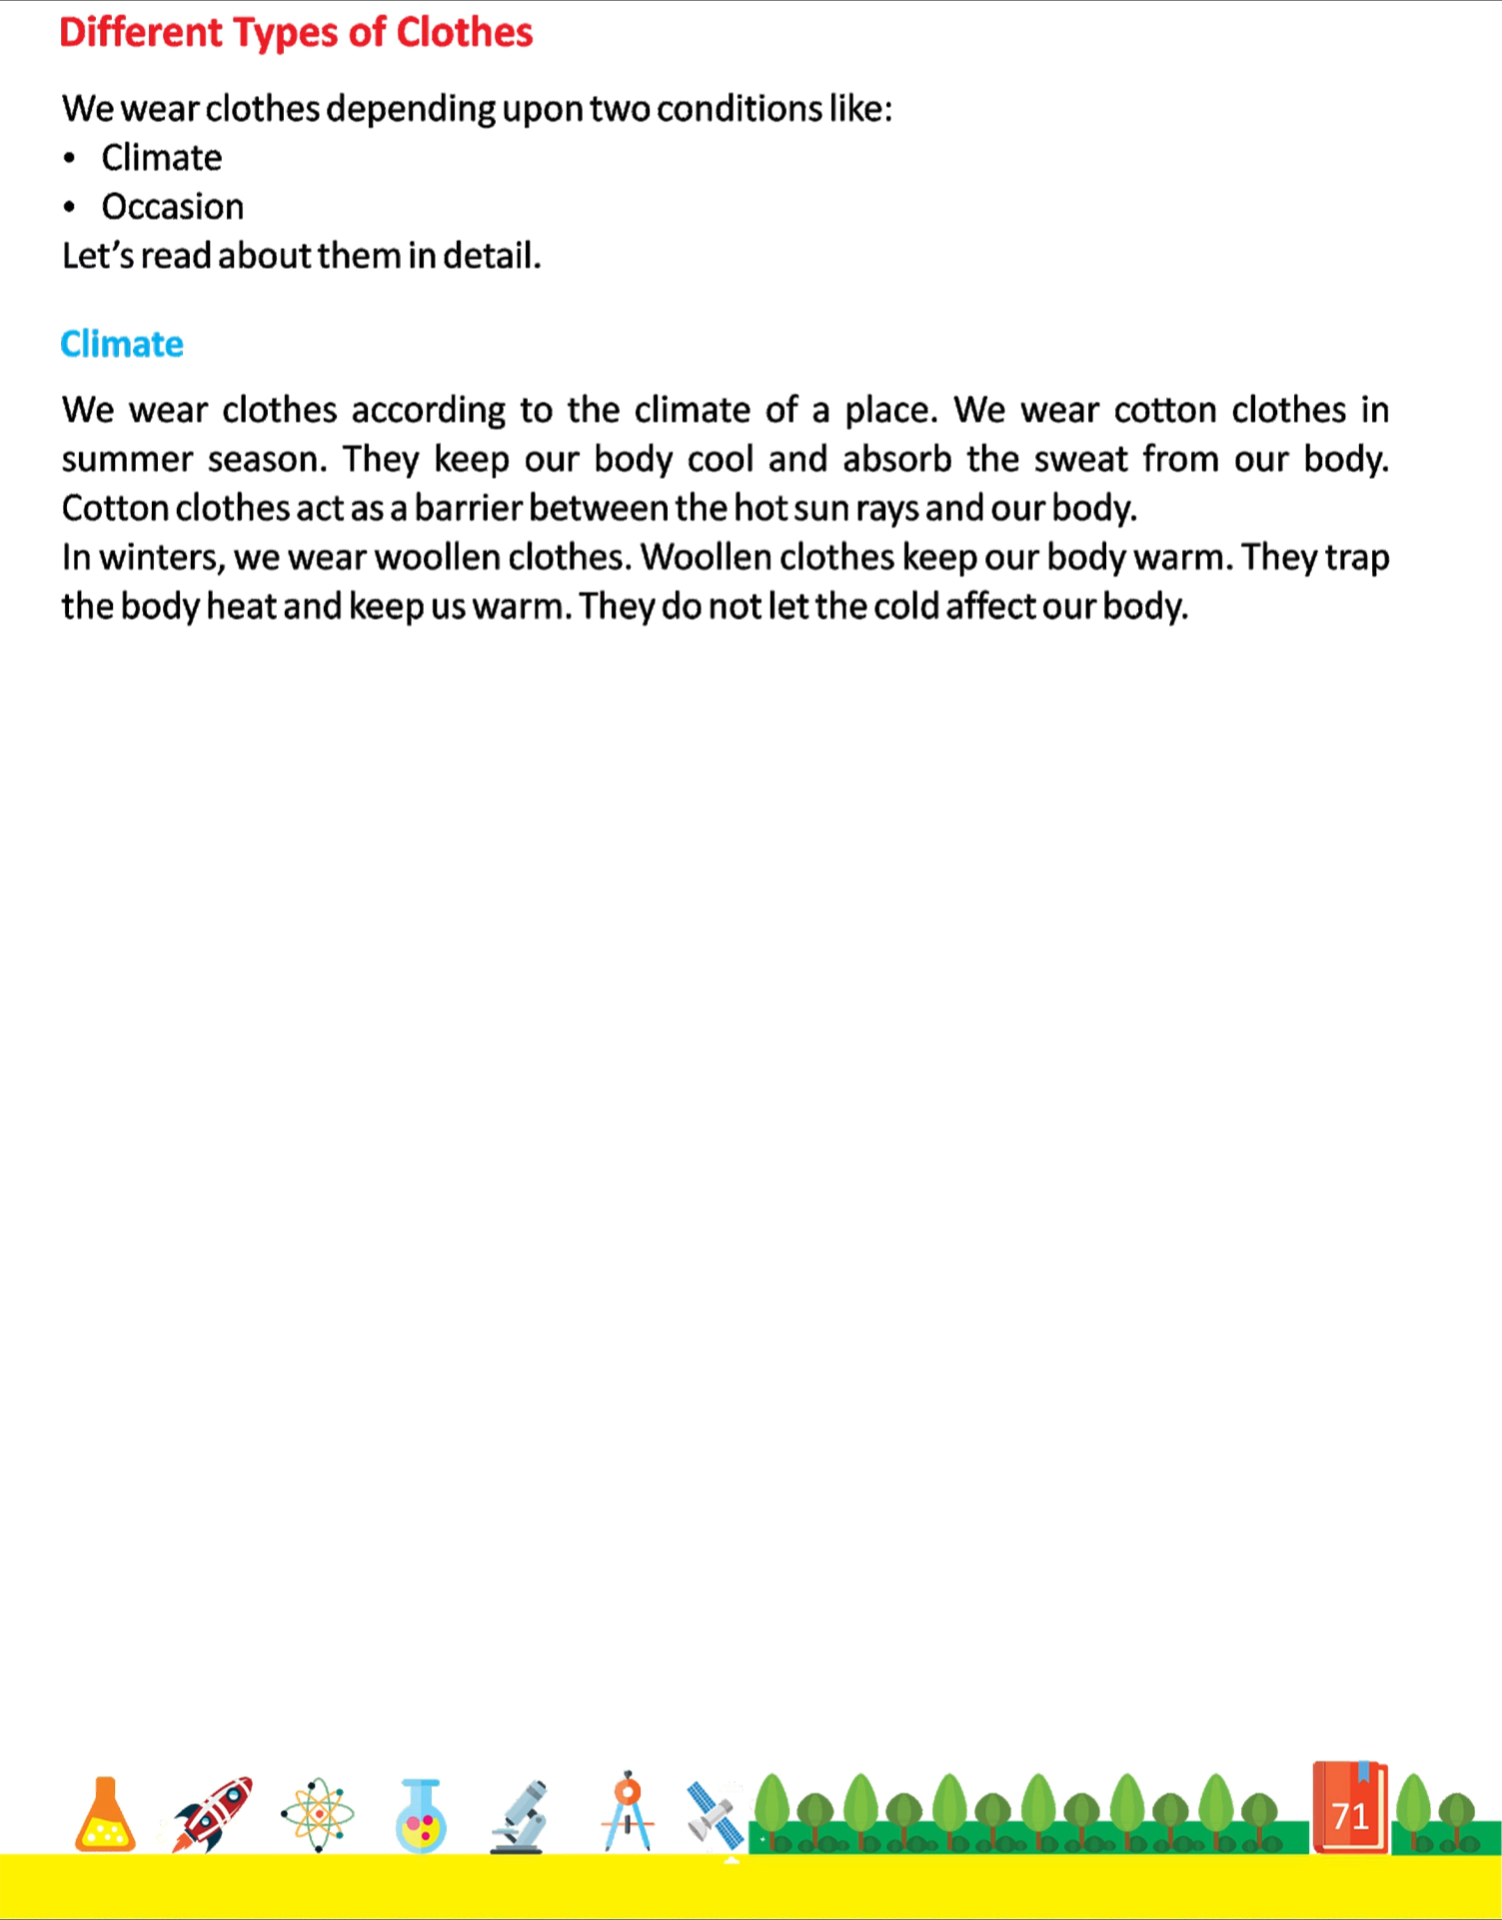 Different Types of Clothes
We wear clothes depending upon two conditions like:
• Climate
• Occasion
Let’s read about them in detail.
Climate
We wear clothes according to the climate of a place. We wear cotton clothes in
summer season. They keep our body cool and absorb the sweat from our body.
Cotton clothes act as a barrier between the hot sun rays and our body.
In winters, we wear woollen clothes. Woollen clothes keep our body warm. They trap
the body heat and keep us warm. They do not let the cold affect our body.
71